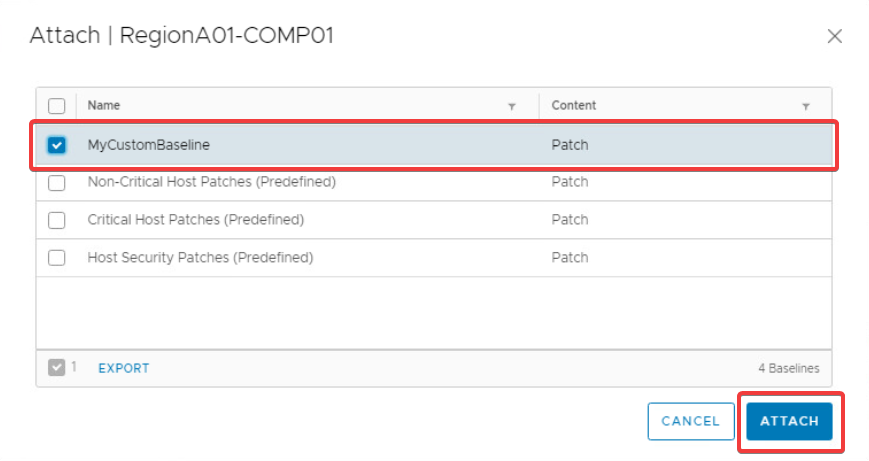 Attach | RegionA01-COMP01
Name Content
MyCustomBaseline Patch
Non-Critical Host Patches (Predefined) Patch
Critical Host Patches (Predefined) Patch
Host Security Patches (Predefined) Patch
1 EXPORT 4 Baselines
CANCEL ATTACH